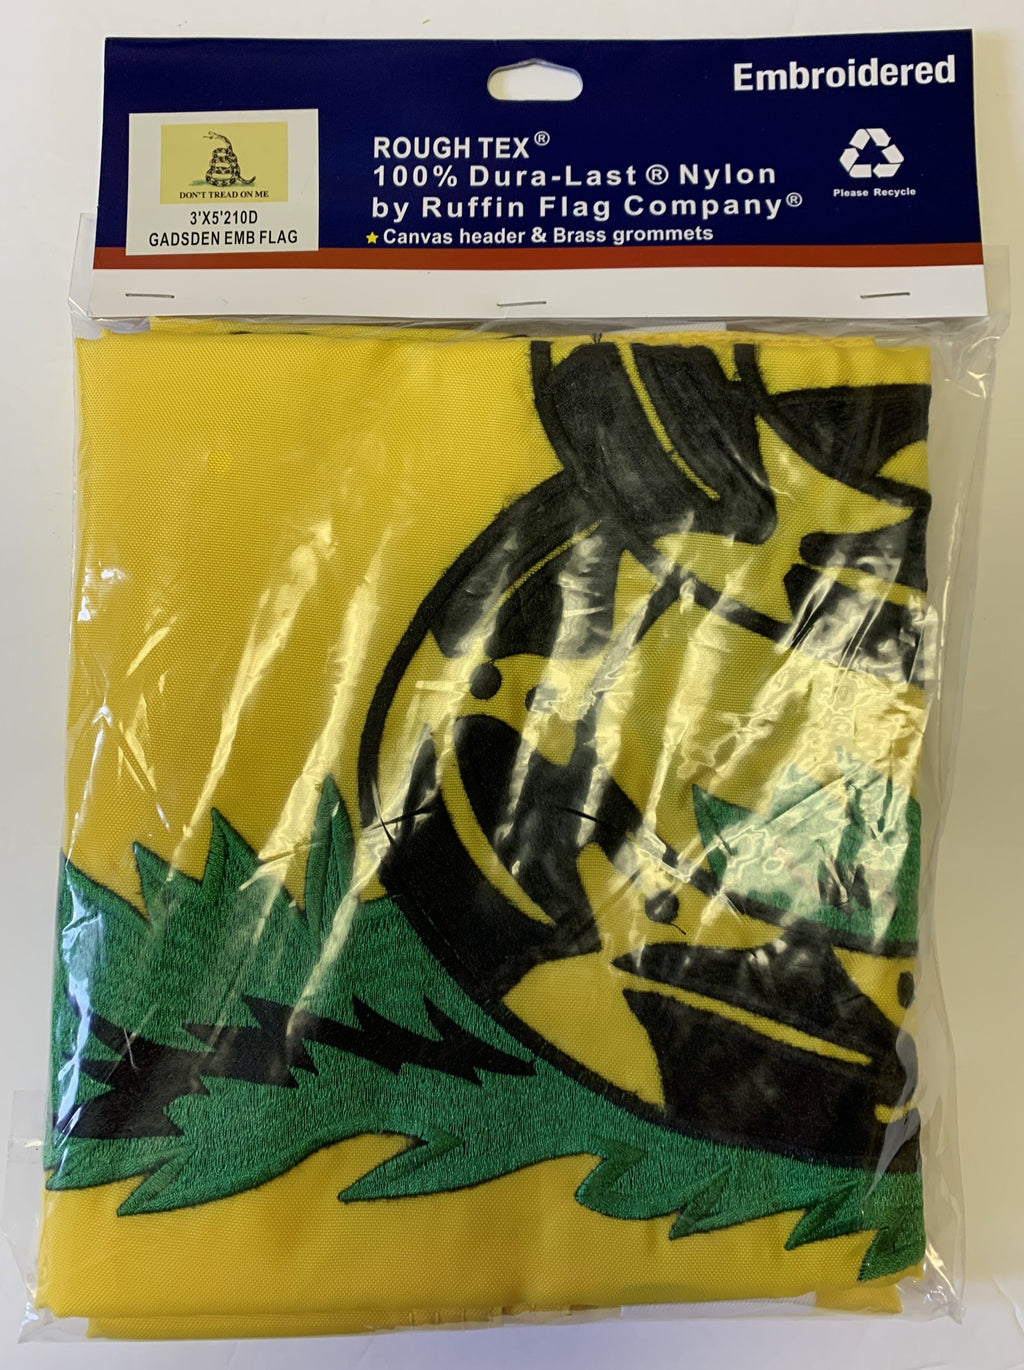 Embroidered
DON'T TREAD ON ME
3'X5'210D
GADSDEN EMB FLAG
ROUGH TEX®
100% Dura-Last ® Nylon
by Ruffin Flag Company®
Canvas header & Brass grommets
Please Recycle